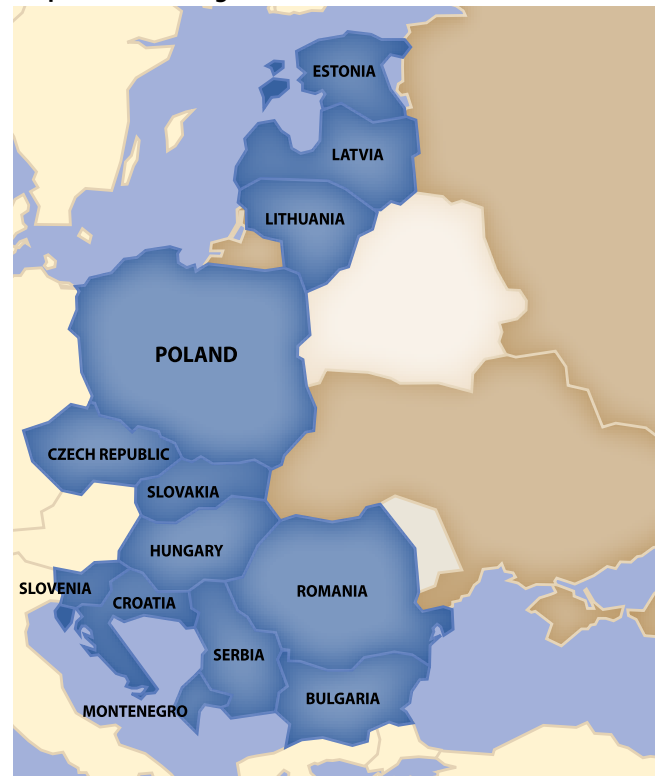 ESTONIA
LATVIA
LITHUANIA
POLAND
CZECH REPUBLIC
SLOVAKIA
HUNGARY
SLOVENIA
CROATIA
ROMANIA
SERBIA
BULGARIA
MONTENEGRO